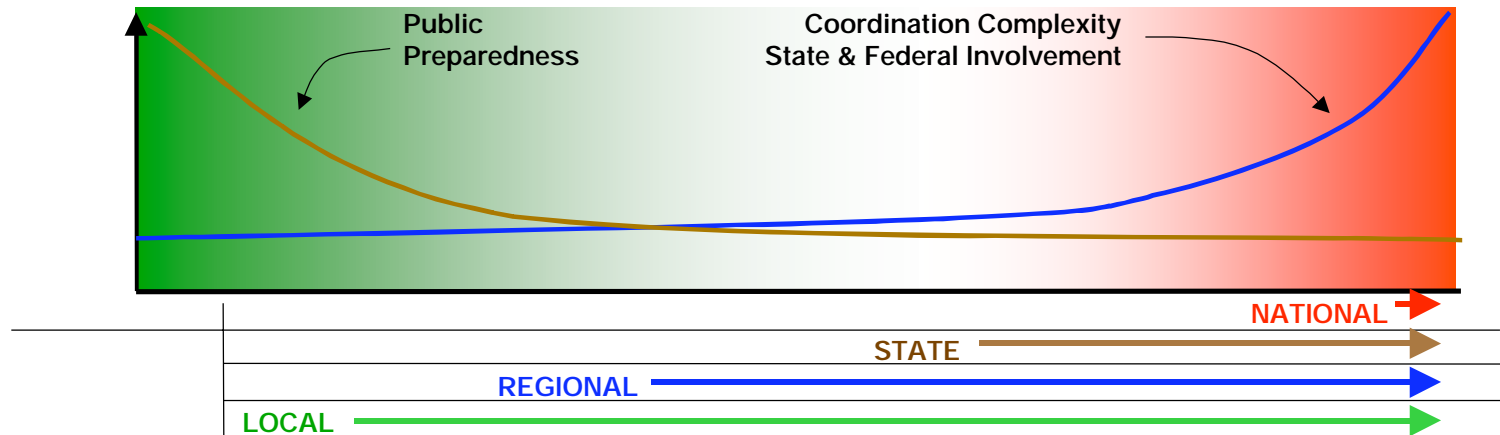 Public
Preparedness
Coordination Complexity
State & Federal Involvement
NATIONAL
STATE
REGIONAL
LOCAL